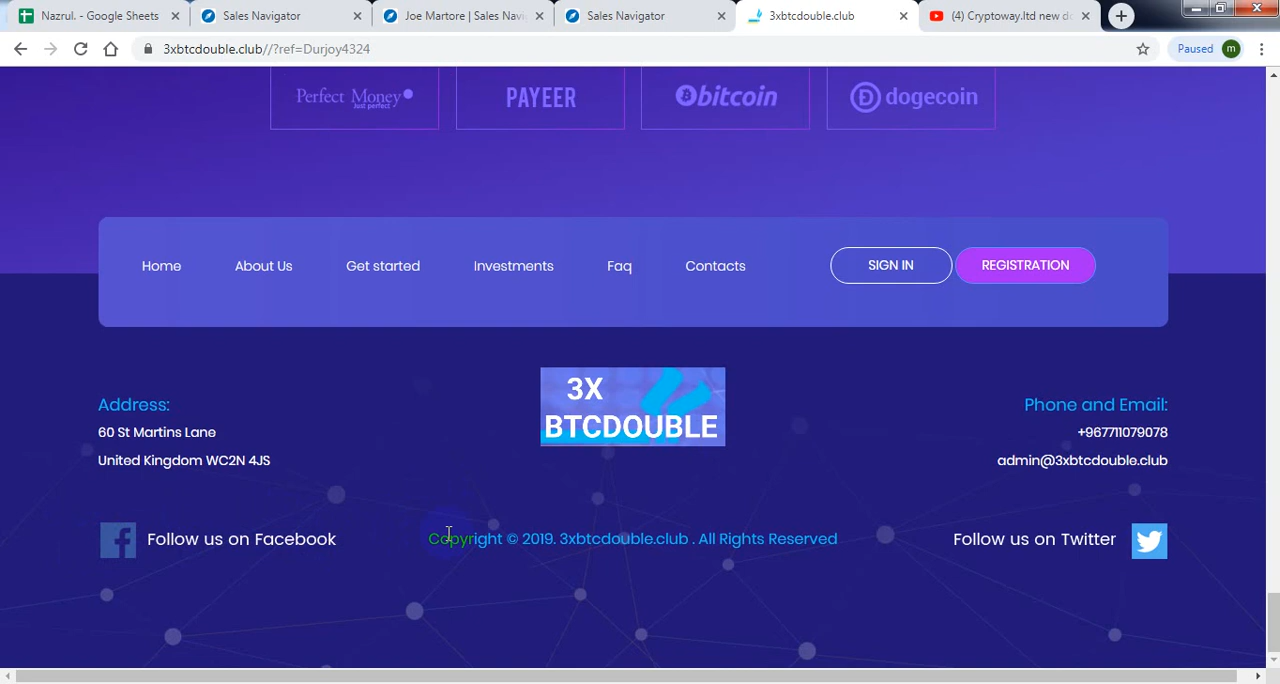 Nazrul. - Google Sheets
Sales Navigator
Joe Martore | Sales Navi
Sales Navigator
3xbtcdouble.club
(4) Cryptoway.ltd new do
3xbtcdouble.club//?ref=Durjoy4324
Paused m
Perfect Money
Just perfect
PAYEER
bitcoin
dogecoin
Home About Us Get started Investments Faq Contacts SIGN IN REGISTRATION
3X
BTCDOUBLE
Address:
60 St Martins Lane
United Kingdom WC2N 4JS
Phone and Email:
+967711079078
admin@3xbtcdouble.club
Follow us on Facebook
Copyright © 2019. 3xbtcdouble.club . All Rights Reserved
Follow us on Twitter